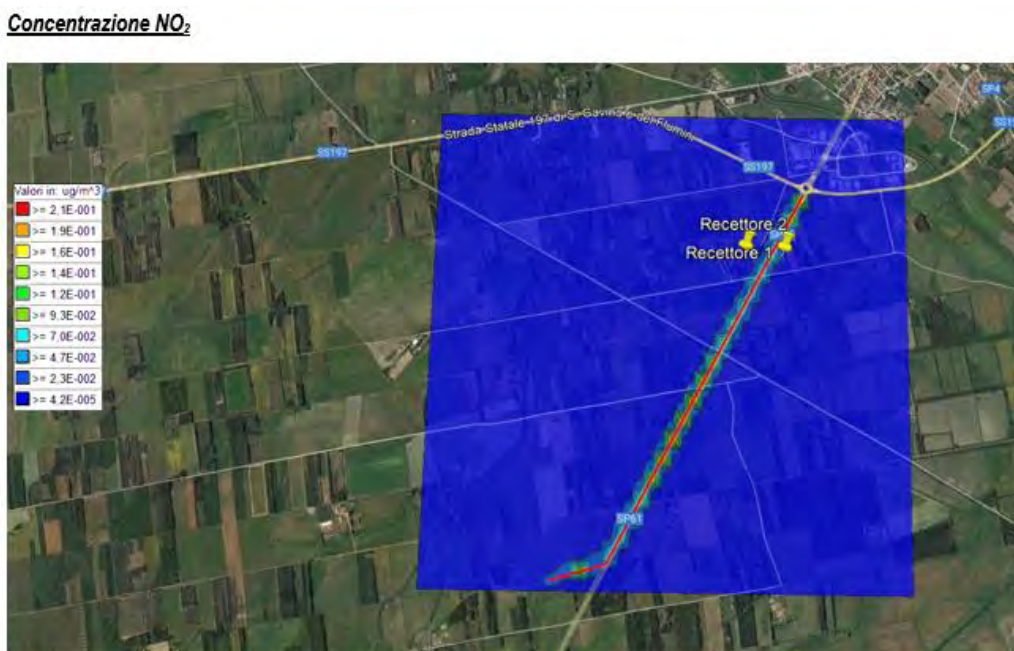 Concentrazione NO₂
Strada Statale 197 di S. Gavino e del Flumini
SP4
SS197
SS197
Valori in: ug/m^3
>= 2,1E-001
>= 1.9E-001
>= 1.6E-001
>= 1.4E-001
>= 1.2E-001
>= 9.3E-002
>= 7,0E-002
>= 4.7E-002
>= 2,3E-002
>= 4.2E-005
Recettore 2
Recettore 1
SP61